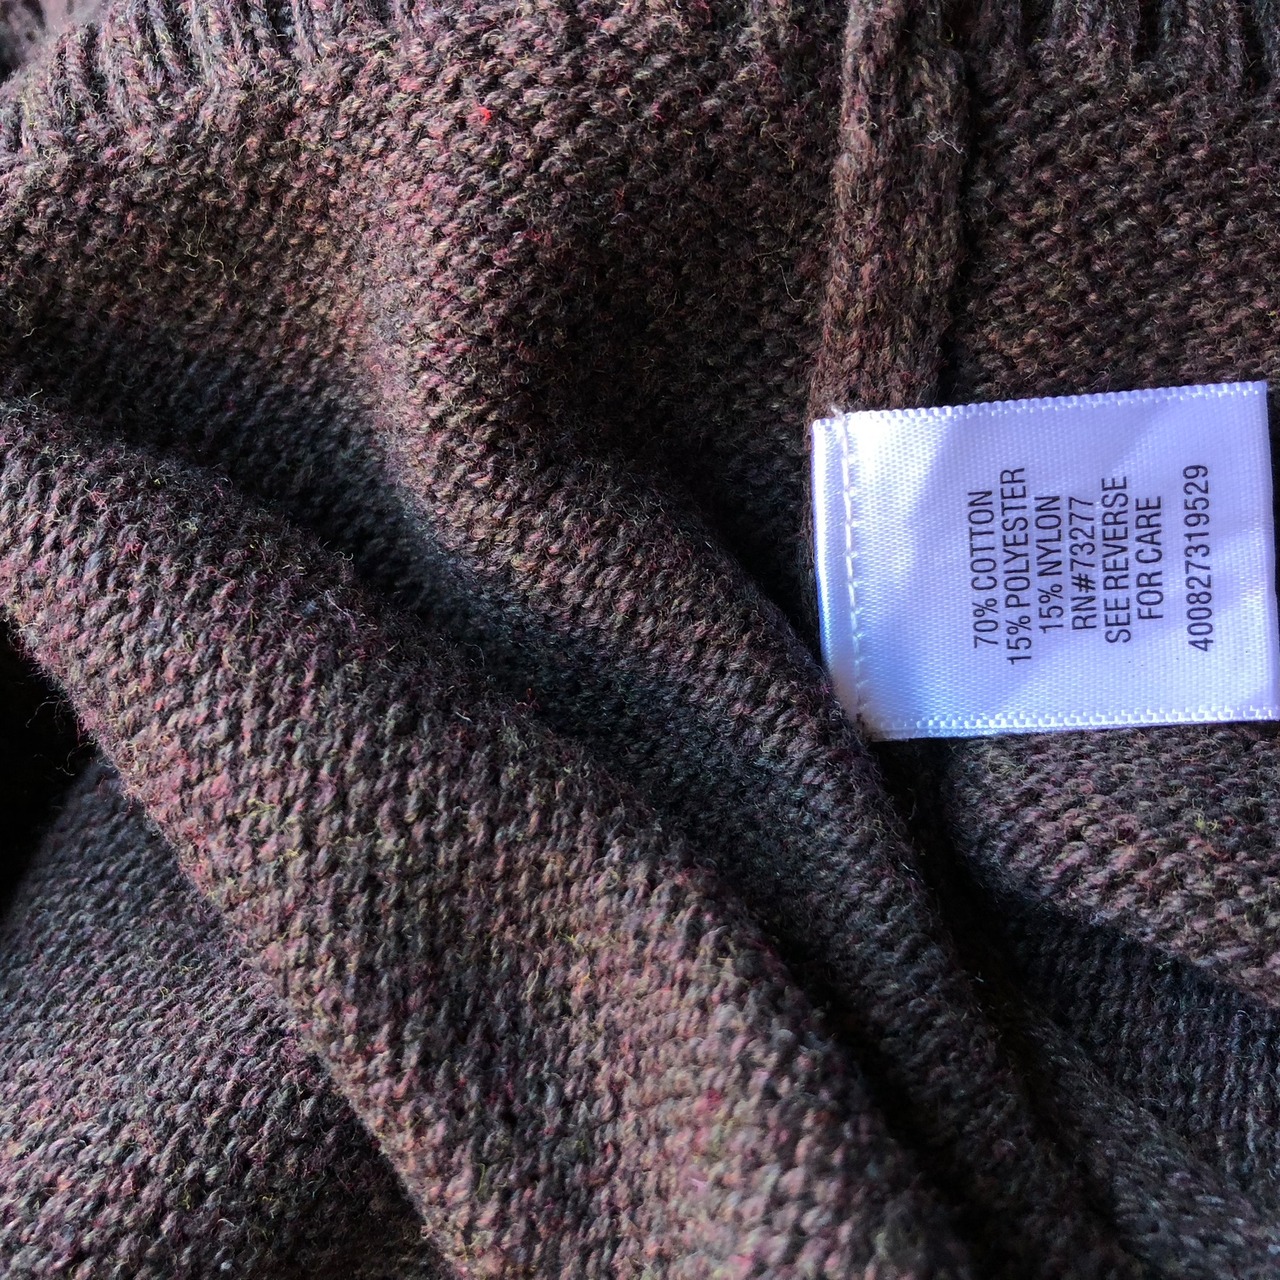 70% COTTON
15% POLYESTER
15% NYLON
RN#73277
SEE REVERSE
FOR CARE
400827319529